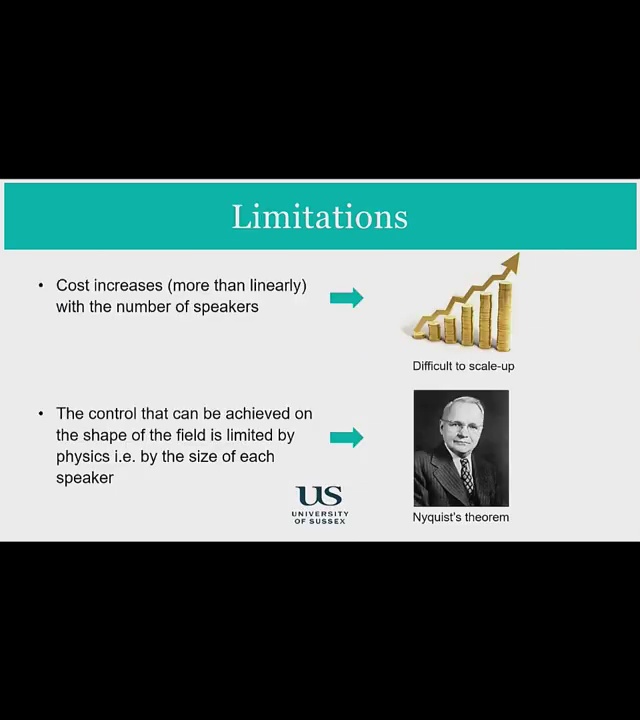 Limitations
• Cost increases (more than linearly)
with the number of speakers
Difficult to scale-up
• The control that can be achieved on
the shape of the field is limited by
physics i.e. by the size of each
speaker
Nyquist's theorem
US
UNIVERSITY
OF SUSSEX